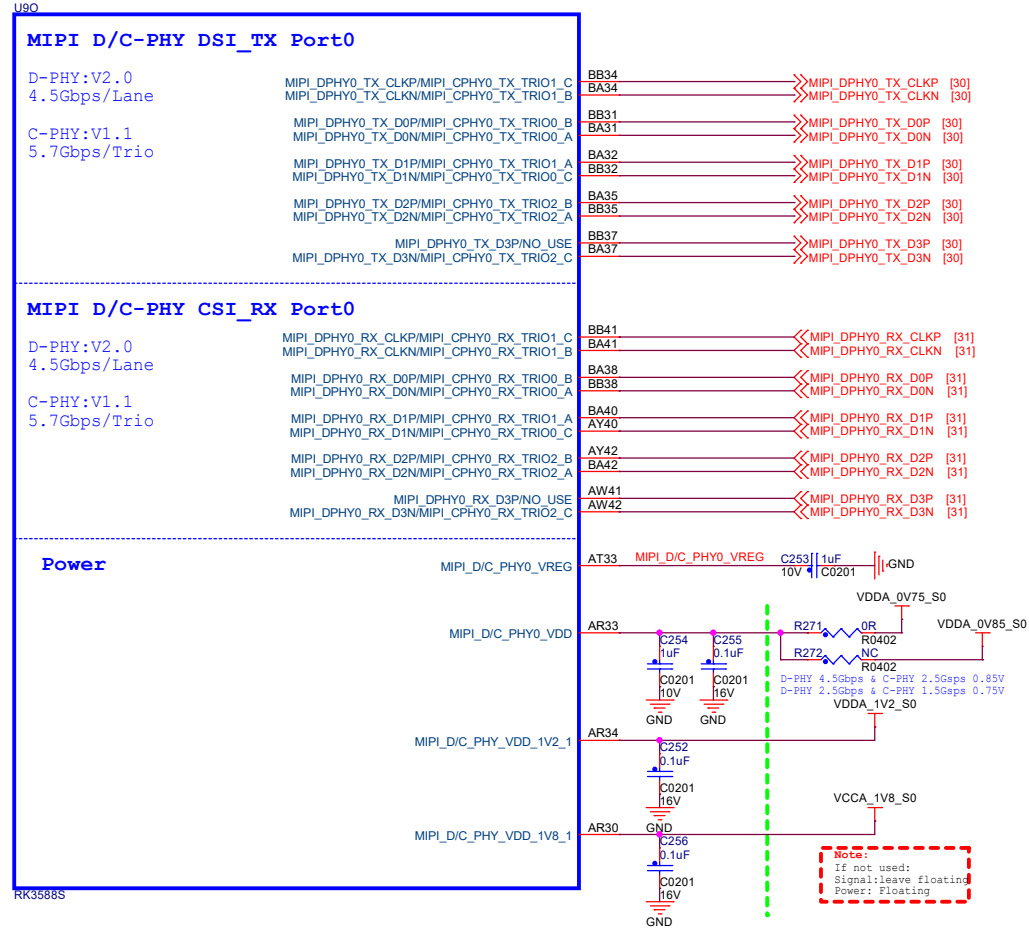 U9O
MIPI D/C-PHY DSI_TX Port0
D-PHY:V2.0
4.5Gbps/Lane
C-PHY:V1.1
5.7Gbps/Trio
MIPI_DPHY0_TX_CLKP/MIPI_CPHY0_TX_TRIO1_C BB34 MIPI_DPHY0_TX_CLKP [30]
MIPI_DPHY0_TX_CLKN/MIPI_CPHY0_TX_TRIO1_B BA34 MIPI_DPHY0_TX_CLKN [30]
MIPI_DPHY0_TX_D0P/MIPI_CPHY0_TX_TRIO0_B BB31 MIPI_DPHY0_TX_D0P [30]
MIPI_DPHY0_TX_D0N/MIPI_CPHY0_TX_TRIO0_A BA31 MIPI_DPHY0_TX_D0N [30]
MIPI_DPHY0_TX_D1P/MIPI_CPHY0_TX_TRIO1_A BA32 MIPI_DPHY0_TX_D1P [30]
MIPI_DPHY0_TX_D1N/MIPI_CPHY0_TX_TRIO0_C BB32 MIPI_DPHY0_TX_D1N [30]
MIPI_DPHY0_TX_D2P/MIPI_CPHY0_TX_TRIO2_B BA35 MIPI_DPHY0_TX_D2P [30]
MIPI_DPHY0_TX_D2N/MIPI_CPHY0_TX_TRIO2_A BB35 MIPI_DPHY0_TX_D2N [30]
MIPI_DPHY0_TX_D3P/NO_USE BB37 MIPI_DPHY0_TX_D3P [30]
MIPI_DPHY0_TX_D3N/MIPI_CPHY0_TX_TRIO2_C BA37 MIPI_DPHY0_TX_D3N [30]
MIPI D/C-PHY CSI_RX Port0
D-PHY:V2.0
4.5Gbps/Lane
C-PHY:V1.1
5.7Gbps/Trio
MIPI_DPHY0_RX_CLKP/MIPI_CPHY0_RX_TRIO1_C BB41 MIPI_DPHY0_RX_CLKP [31]
MIPI_DPHY0_RX_CLKN/MIPI_CPHY0_RX_TRIO1_B BA41 MIPI_DPHY0_RX_CLKN [31]
MIPI_DPHY0_RX_D0P/MIPI_CPHY0_RX_TRIO0_B BA38 MIPI_DPHY0_RX_D0P [31]
MIPI_DPHY0_RX_D0N/MIPI_CPHY0_RX_TRIO0_A BB38 MIPI_DPHY0_RX_D0N [31]
MIPI_DPHY0_RX_D1P/MIPI_CPHY0_RX_TRIO1_A BA40 MIPI_DPHY0_RX_D1P [31]
MIPI_DPHY0_RX_D1N/MIPI_CPHY0_RX_TRIO0_C AY40 MIPI_DPHY0_RX_D1N [31]
MIPI_DPHY0_RX_D2P/MIPI_CPHY0_RX_TRIO2_B AY42 MIPI_DPHY0_RX_D2P [31]
MIPI_DPHY0_RX_D2N/MIPI_CPHY0_RX_TRIO2_A BA42 MIPI_DPHY0_RX_D2N [31]
MIPI_DPHY0_RX_D3P/NO_USE AW41 MIPI_DPHY0_RX_D3P [31]
MIPI_DPHY0_RX_D3N/MIPI_CPHY0_RX_TRIO2_C AW42 MIPI_DPHY0_RX_D3N [31]
Power
MIPI_D/C_PHY0_VREG AT33 MIPI_D/C_PHY0_VREG C253 1uF
10V C0201 GND
VDDA_0V75_S0
MIPI_D/C_PHY0_VDD AR33 R271 0R VDDA_0V85_S0
R0402
C254 C255 R272 NC
1uF 0.1uF R0402
C0201 C0201 D-PHY 4.5Gbps & C-PHY 2.5Gsps 0.85V
10V 16V D-PHY 2.5Gbps & C-PHY 1.5Gsps 0.75V
GND GND VDDA_1V2_S0
MIPI_D/C_PHY_VDD_1V2_1 AR34
C252
0.1uF
C0201
16V
GND
VCCA_1V8_S0
MIPI_D/C_PHY_VDD_1V8_1 AR30
C256
0.1uF
C0201
16V
GND
Note:
If not used:
Signal:leave floating
Power: Floating
RK3588S